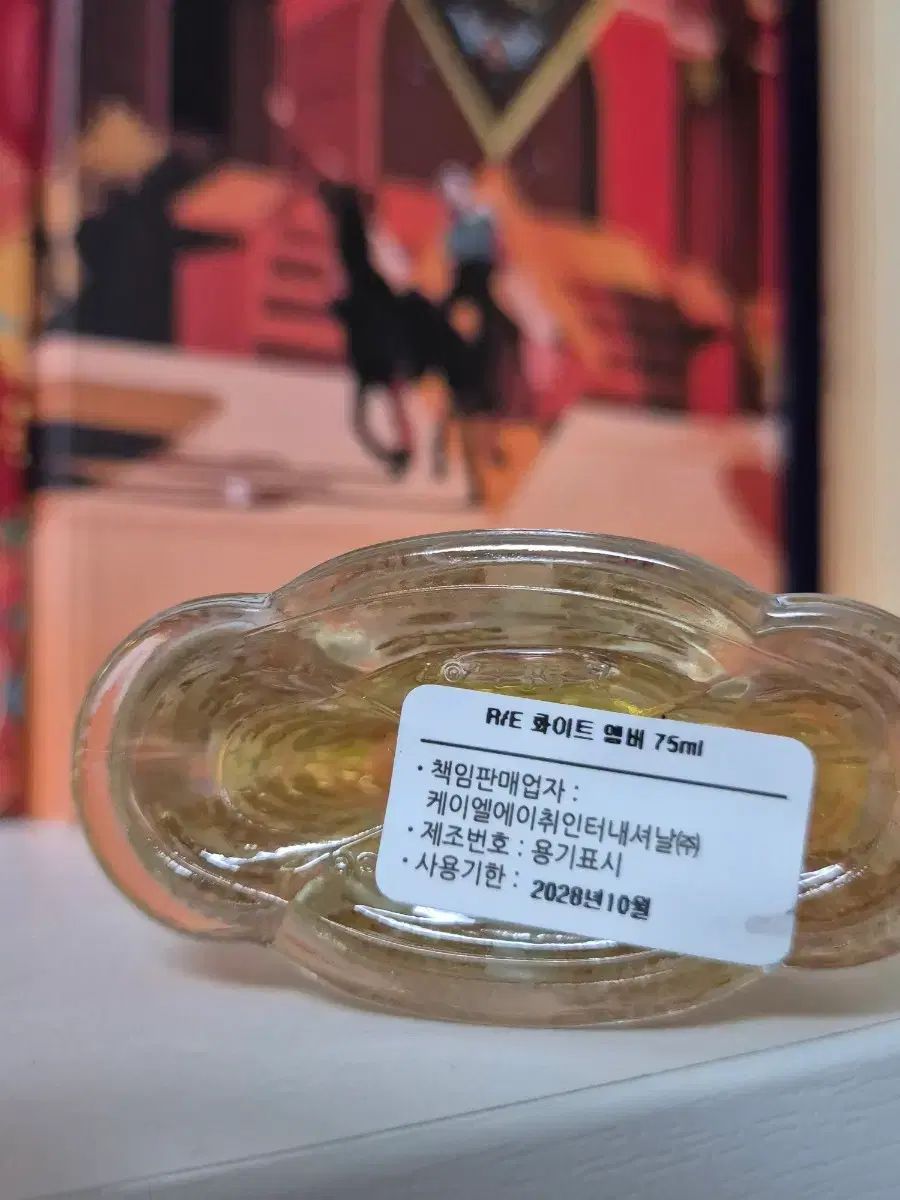 R/E 화이트 앰버 75ml
· 책임판매업자 :
케이엘에이취인터내셔날㈜
· 제조번호 : 용기표시
· 사용기한 : 2028년10월